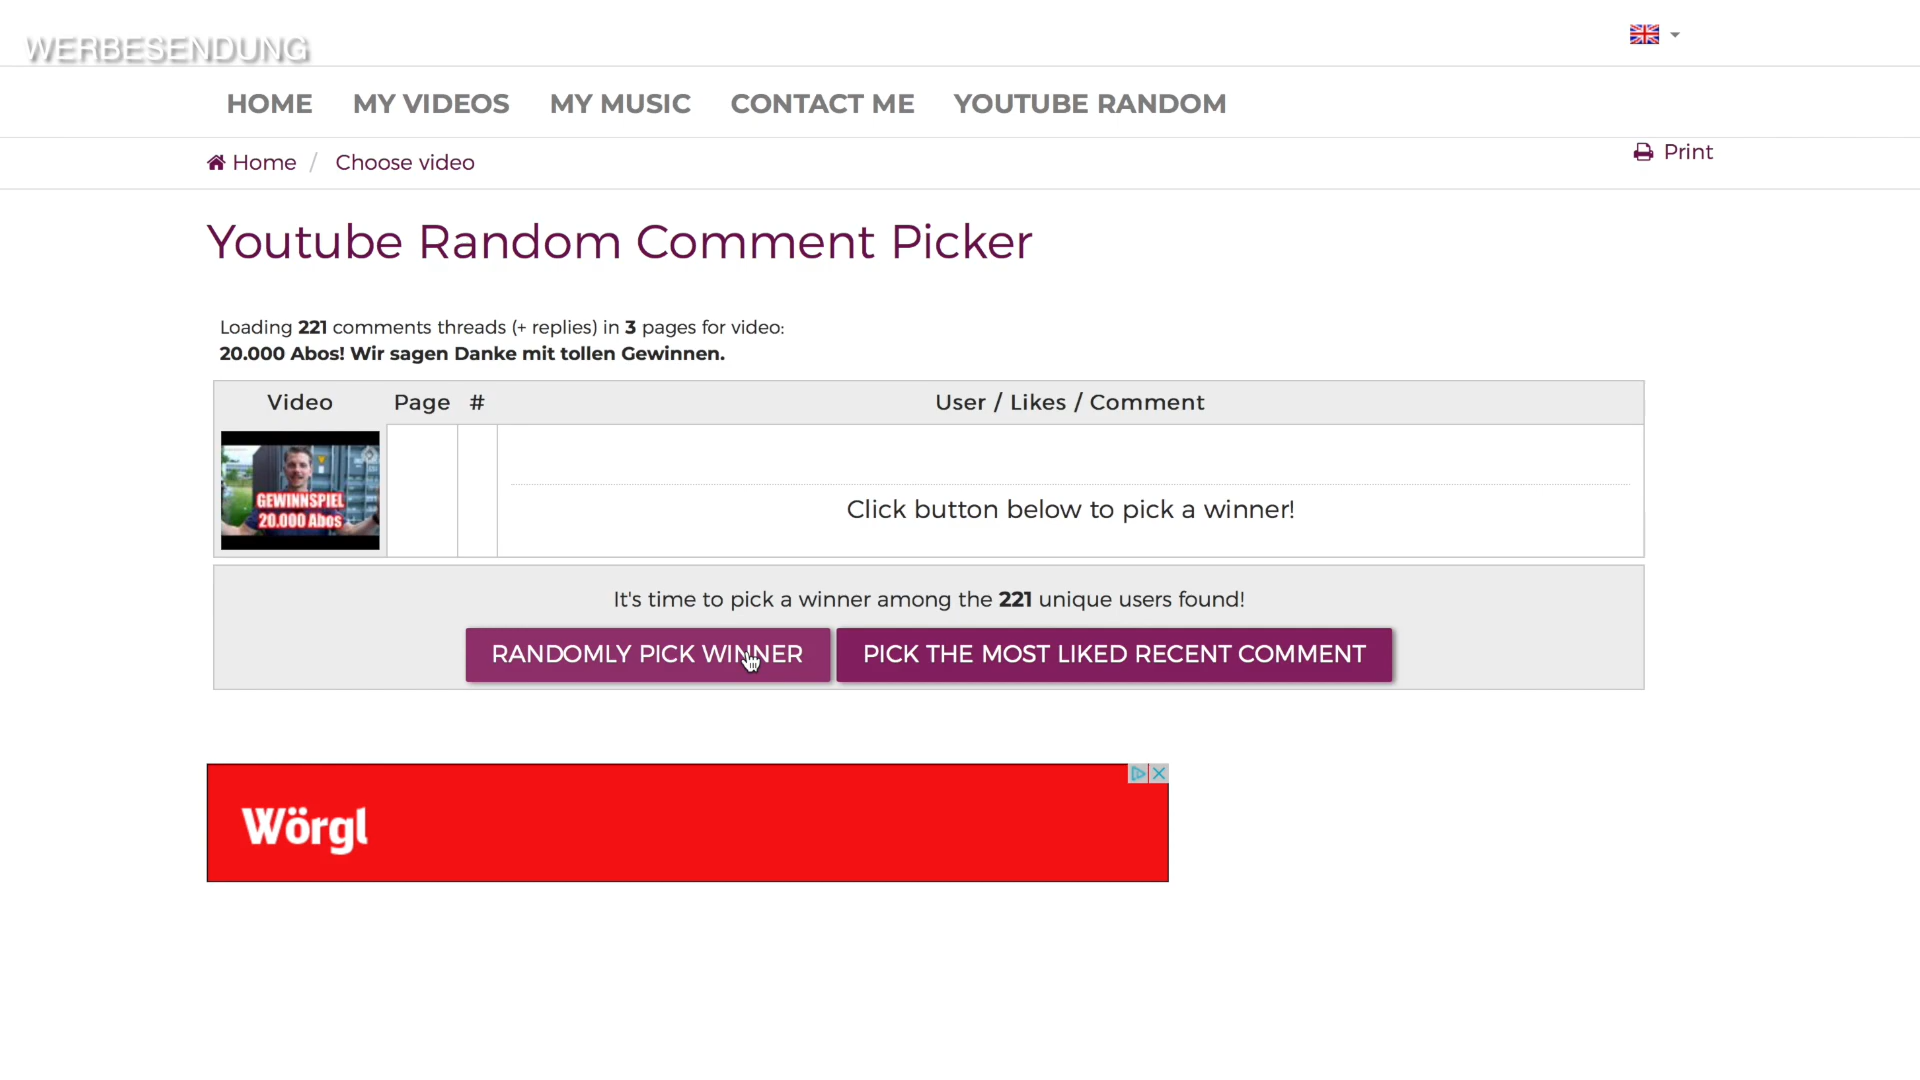 WERBESENDUNG
HOME MY VIDEOS MY MUSIC CONTACT ME YOUTUBE RANDOM
Home / Choose video
Print
Youtube Random Comment Picker
Loading 221 comments threads (+ replies) in 3 pages for video:
20.000 Abos! Wir sagen Danke mit tollen Gewinnen.
Video Page # User / Likes / Comment
GEWINNSPIEL
20.000 Abos
Click button below to pick a winner!
It's time to pick a winner among the 221 unique users found!
RANDOMLY PICK WINNER PICK THE MOST LIKED RECENT COMMENT
Wörgl